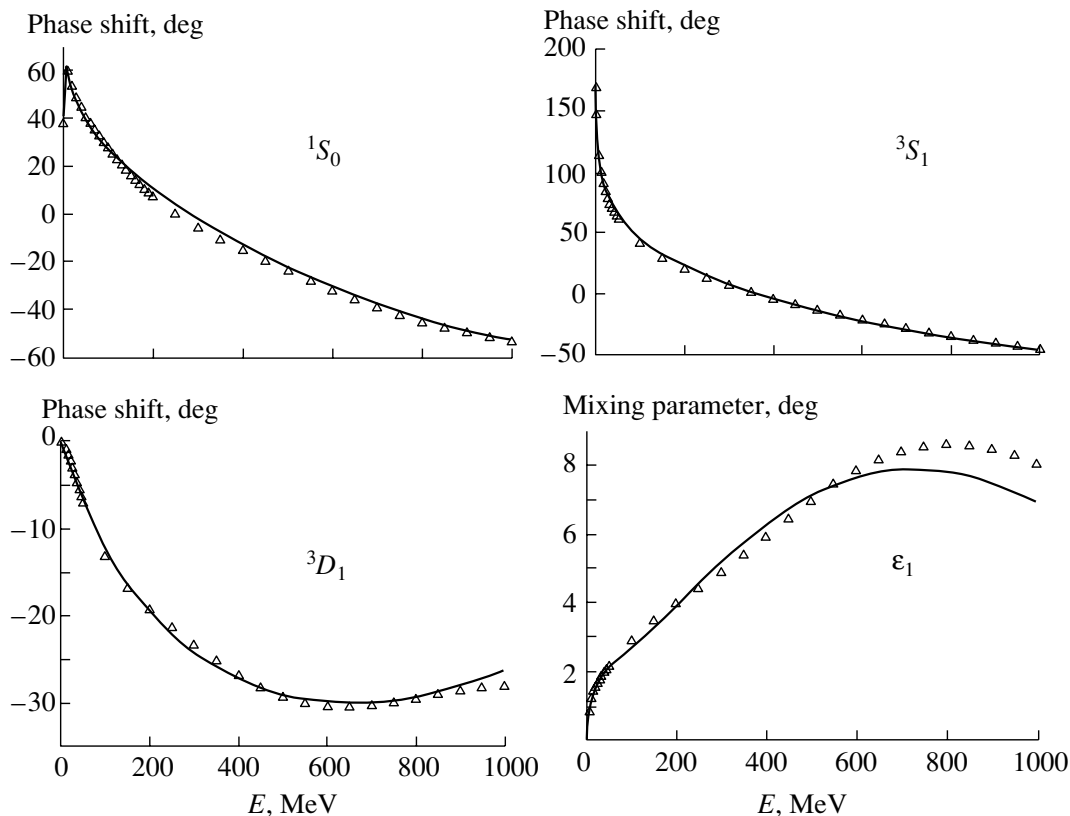 Phase shift, deg
60
40
20
0
−20
−40
−60
¹S₀
Phase shift, deg
200
150
100
50
0
−50
³S₁
Phase shift, deg
0
−10
−20
−30
³D₁
0 200 400 600 800 1000
E, MeV
Mixing parameter, deg
8
6
4
2
ε₁
0 200 400 600 800 1000
E, MeV